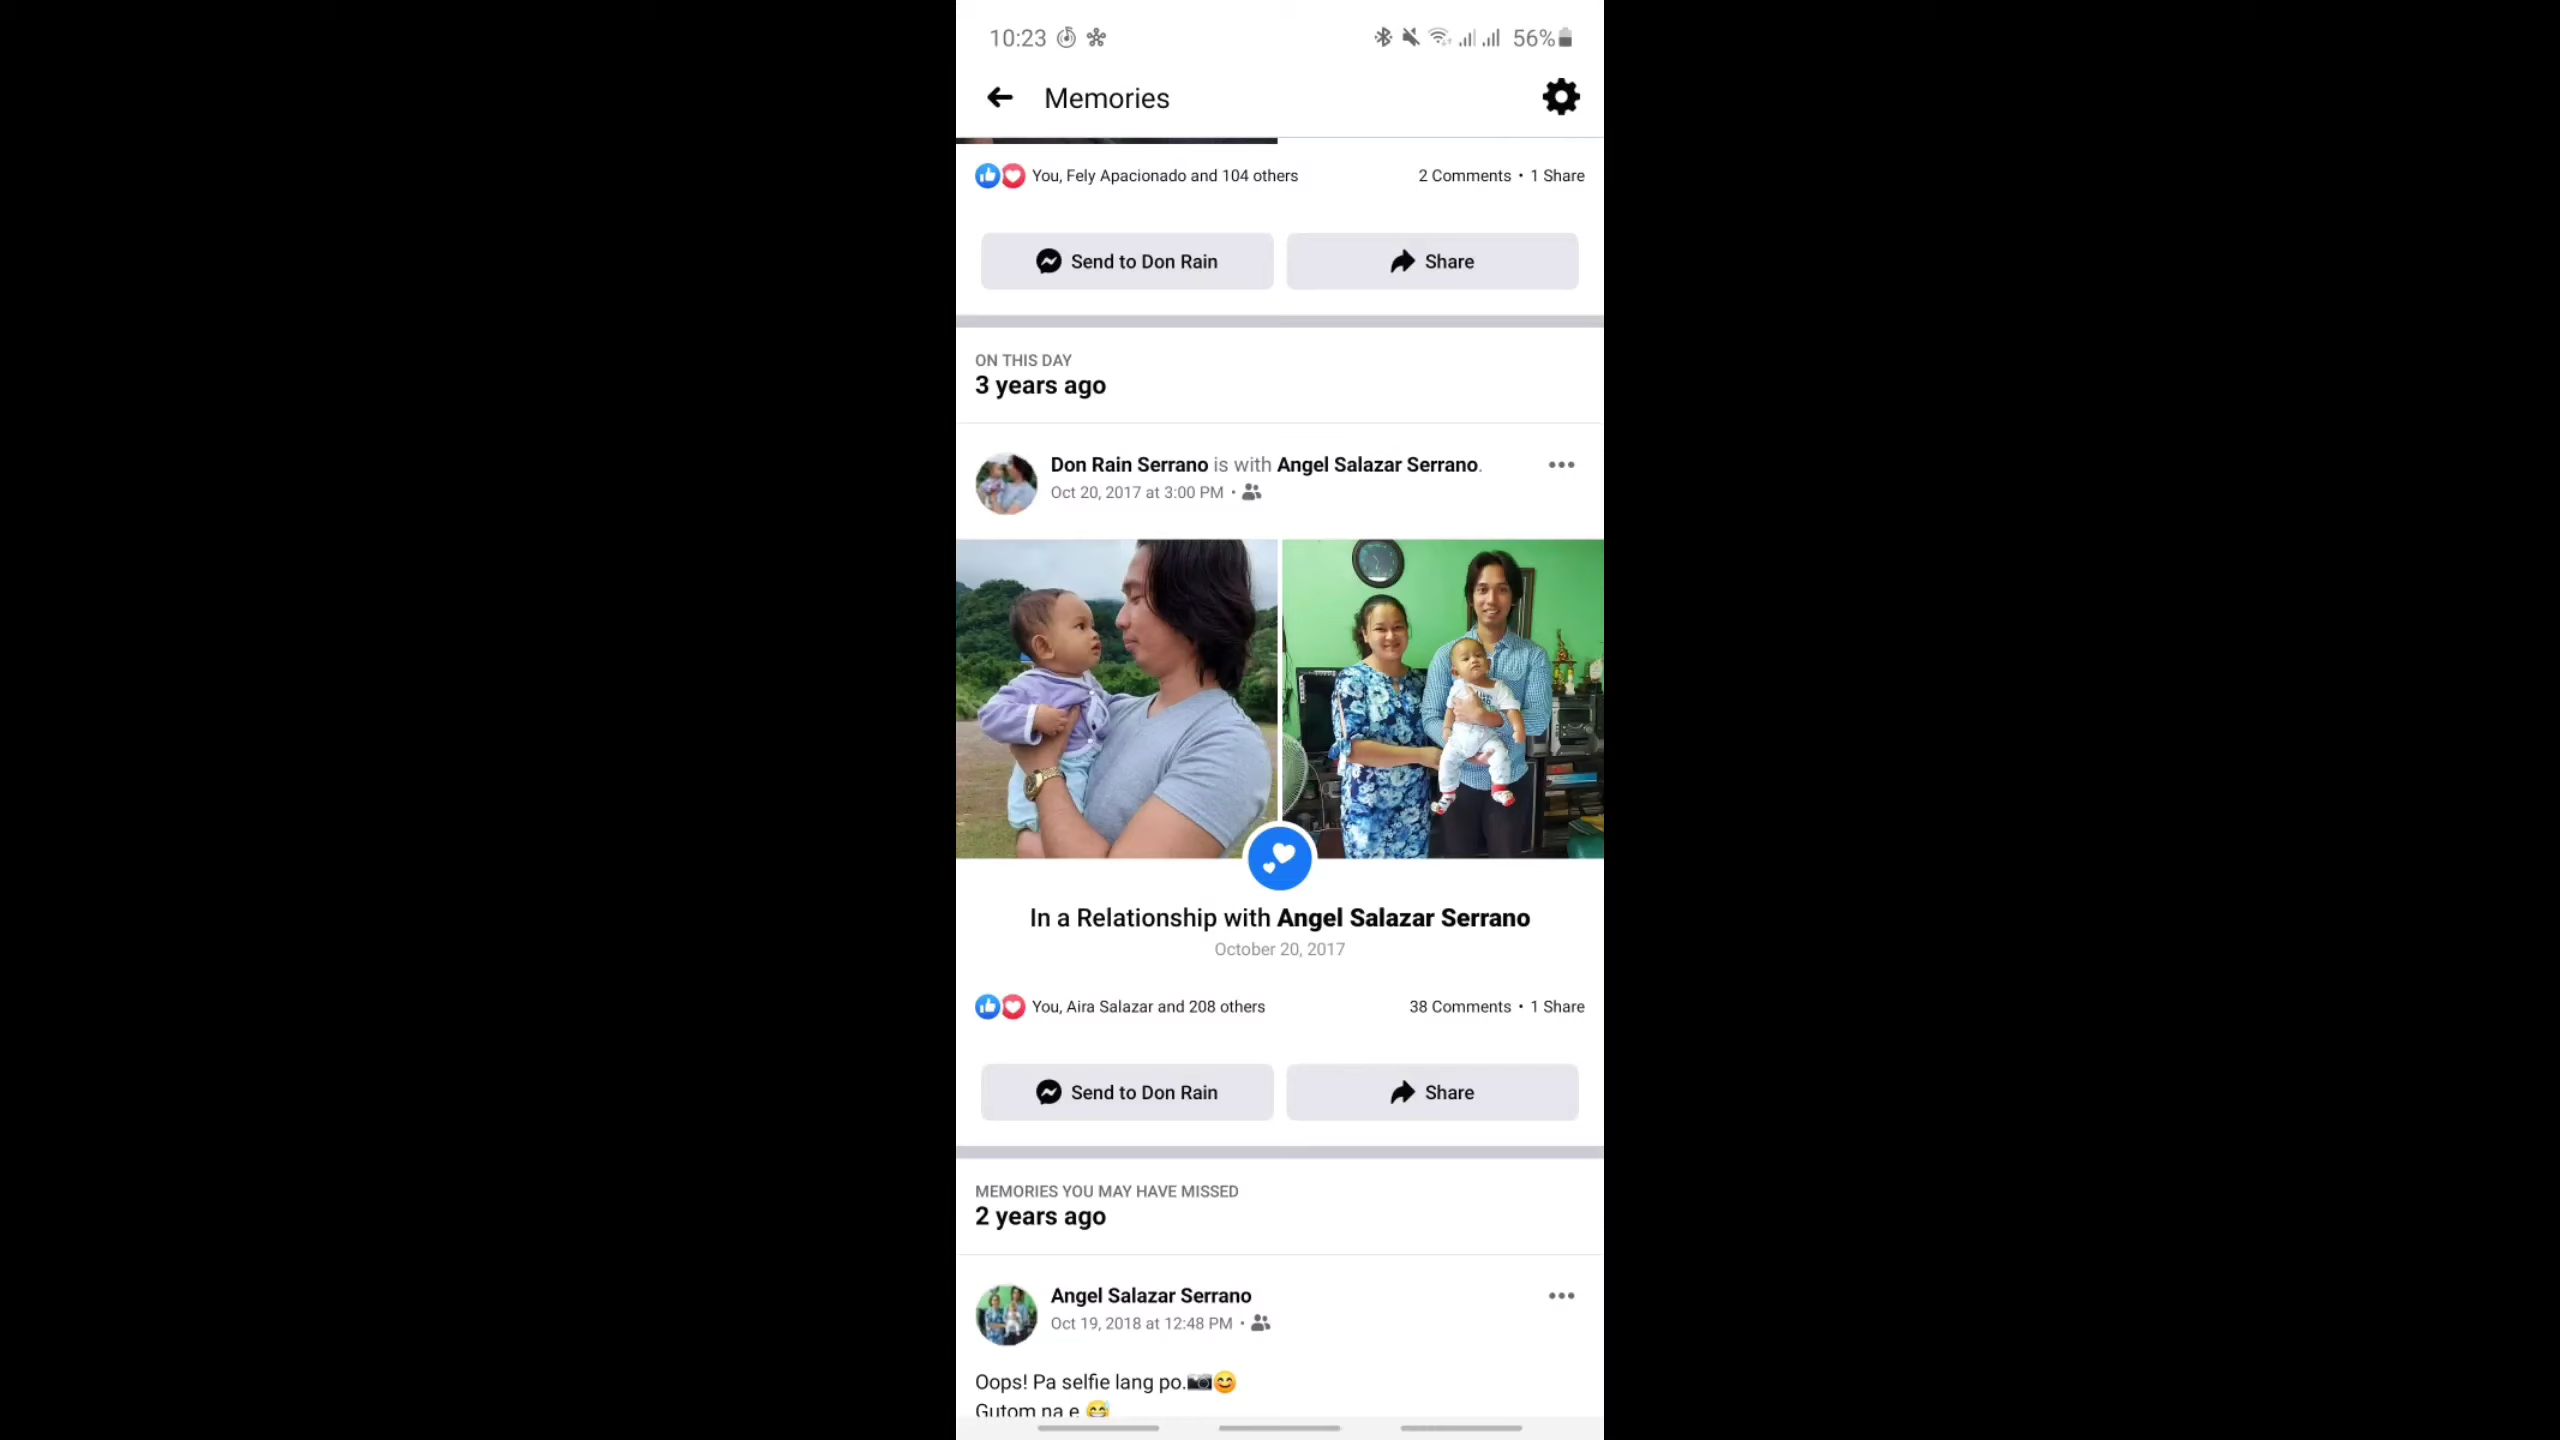 10:23
56%
Memories
You, Fely Apacionado and 104 others
2 Comments • 1 Share
Send to Don Rain
Share
ON THIS DAY
3 years ago
Don Rain Serrano is with Angel Salazar Serrano.
Oct 20, 2017 at 3:00 PM •
In a Relationship with Angel Salazar Serrano
October 20, 2017
You, Aira Salazar and 208 others
38 Comments • 1 Share
Send to Don Rain
Share
MEMORIES YOU MAY HAVE MISSED
2 years ago
Angel Salazar Serrano
Oct 19, 2018 at 12:48 PM •
Oops! Pa selfie lang po.📷😊
Gutom na e 😅